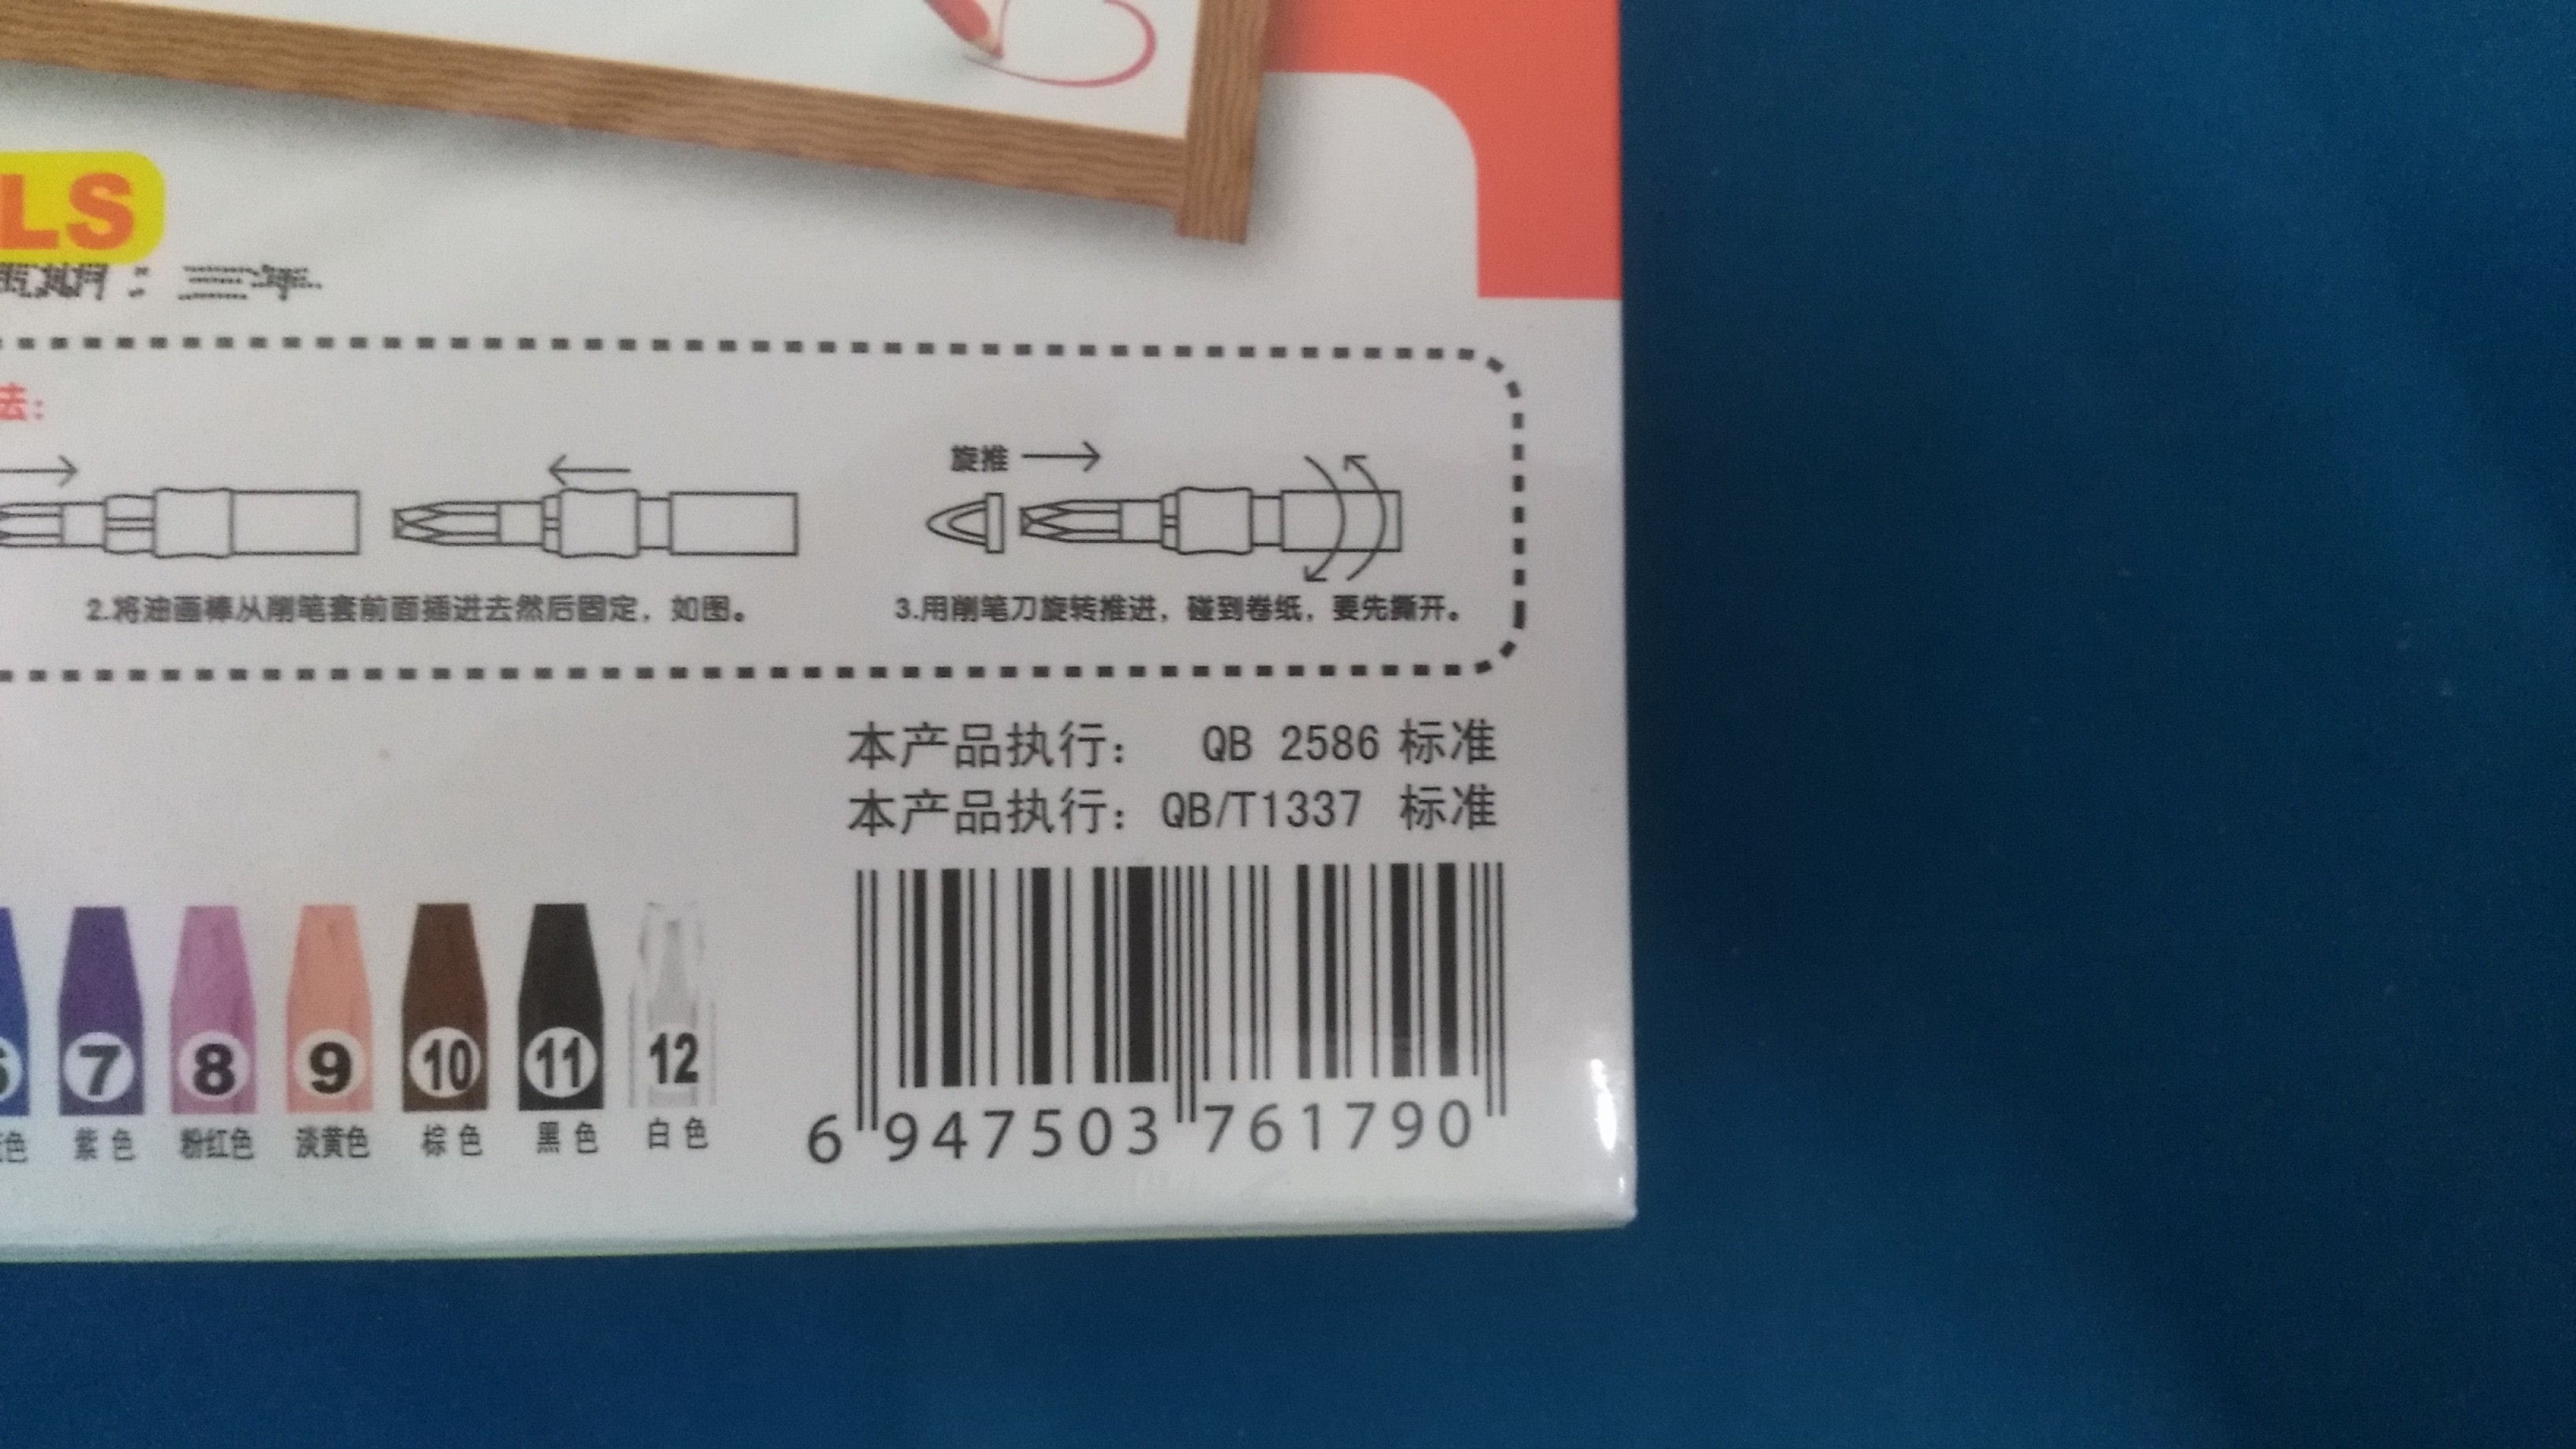 LS
: 三年
法:
旋推
2.将油画棒从削笔套前面插进去然后固定，如图。
3.用削笔刀旋转推进，碰到卷纸，要先撕开。
本产品执行： QB 2586 标准
本产品执行：QB/T1337 标准
7 8 9 10 11 12
色 紫色 粉红色 淡黄色 棕色 黑色 白色
6 947503 761790